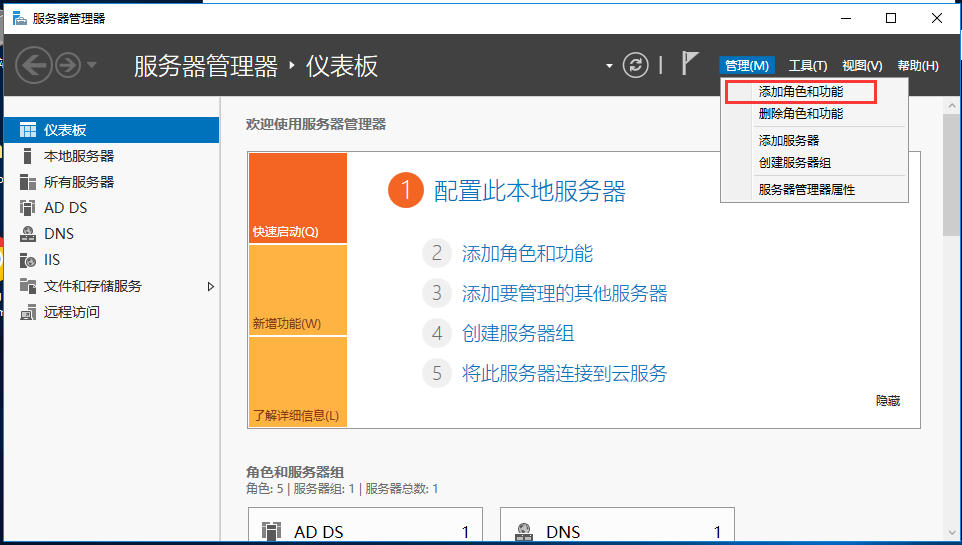 服务器管理器
服务器管理器 · 仪表板
管理(M) 工具(T) 视图(V) 帮助(H)
添加角色和功能
删除角色和功能
添加服务器
创建服务器组
服务器管理器属性
仪表板
本地服务器
所有服务器
AD DS
DNS
IIS
文件和存储服务
远程访问
欢迎使用服务器管理器
快速启动(Q)
新增功能(W)
了解详细信息(L)
1 配置此本地服务器
2 添加角色和功能
3 添加要管理的其他服务器
4 创建服务器组
5 将此服务器连接到云服务
隐藏
角色和服务器组
角色: 5 | 服务器组: 1 | 服务器总数: 1
AD DS 1
DNS 1